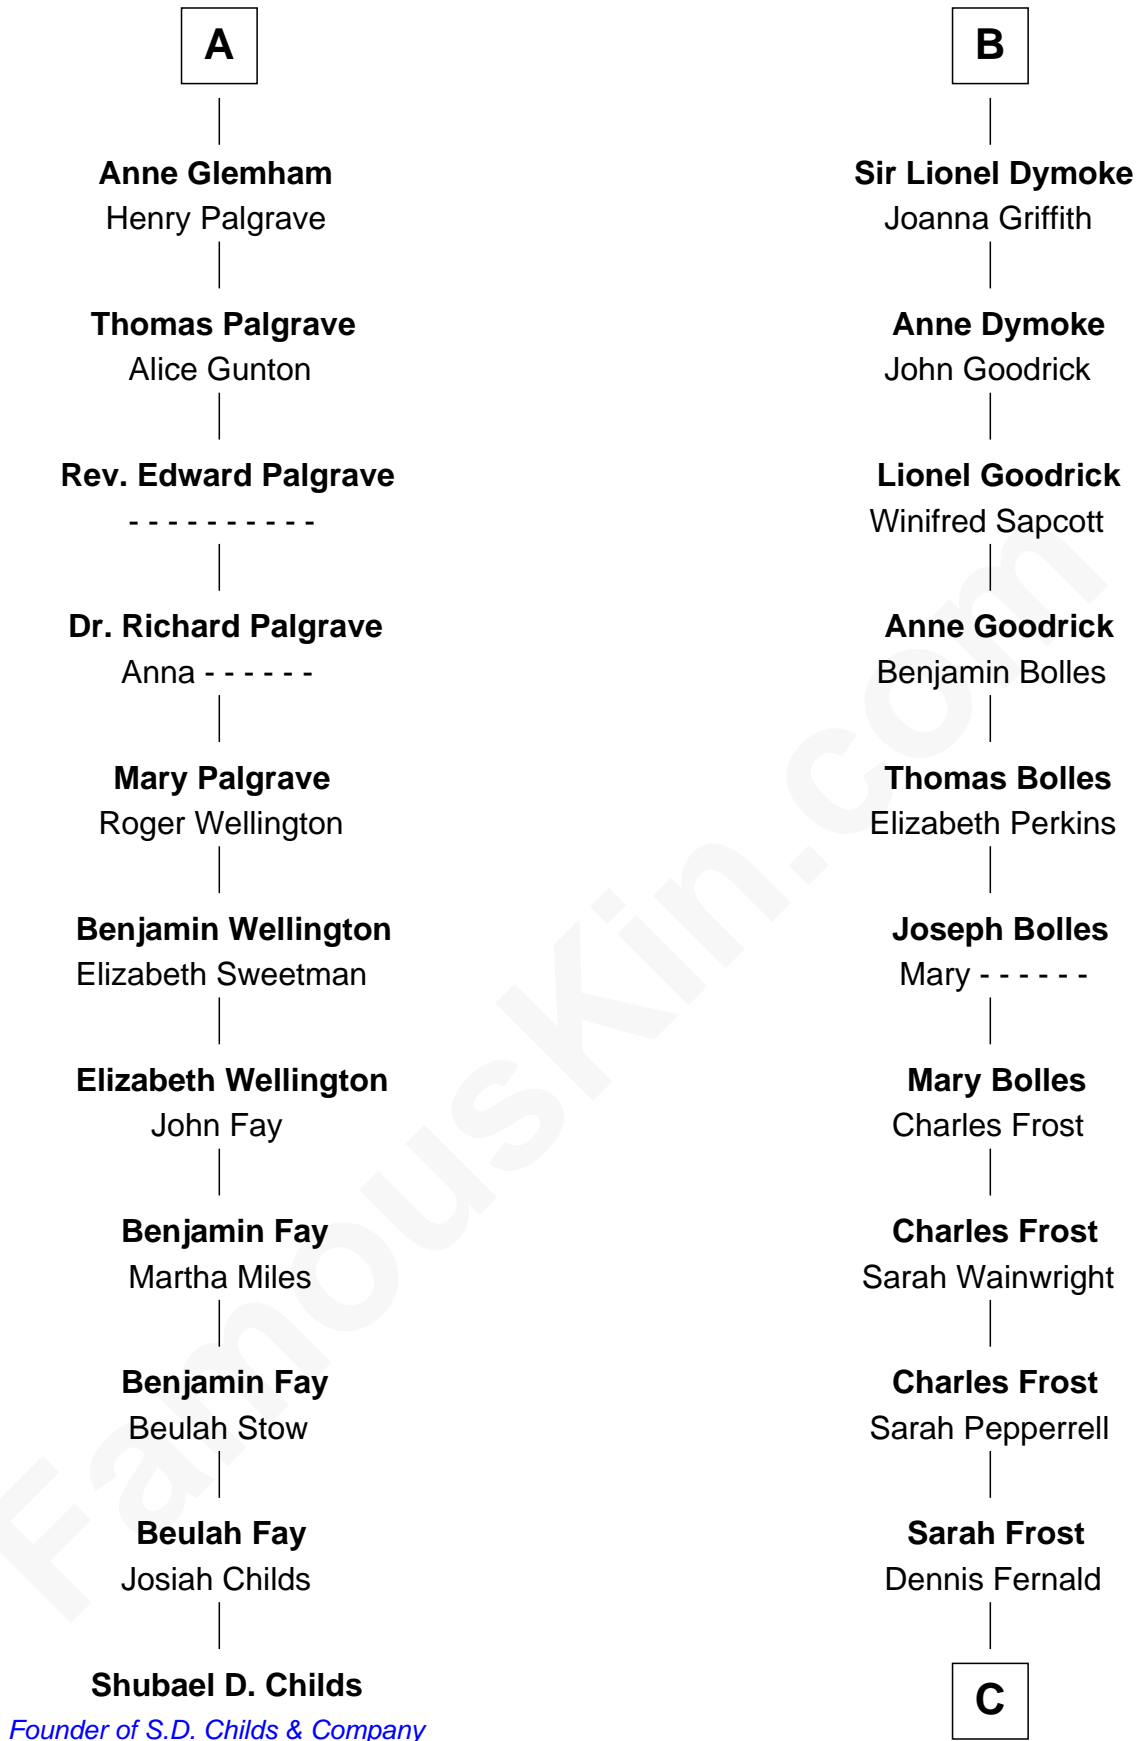 A
Anne Glemham
Henry Palgrave
Thomas Palgrave
Alice Gunton
Rev. Edward Palgrave
- - - - - - - - - -
Dr. Richard Palgrave
Anna - - - - - -
Mary Palgrave
Roger Wellington
Benjamin Wellington
Elizabeth Sweetman
Elizabeth Wellington
John Fay
Benjamin Fay
Martha Miles
Benjamin Fay
Beulah Stow
Beulah Fay
Josiah Childs
Shubael D. Childs
Founder of S.D. Childs & Company
B
Sir Lionel Dymoke
Joanna Griffith
Anne Dymoke
John Goodrick
Lionel Goodrick
Winifred Sapcott
Anne Goodrick
Benjamin Bolles
Thomas Bolles
Elizabeth Perkins
Joseph Bolles
Mary - - - - - -
Mary Bolles
Charles Frost
Charles Frost
Sarah Wainwright
Charles Frost
Sarah Pepperrell
Sarah Frost
Dennis Fernald
C
FamousKin.com